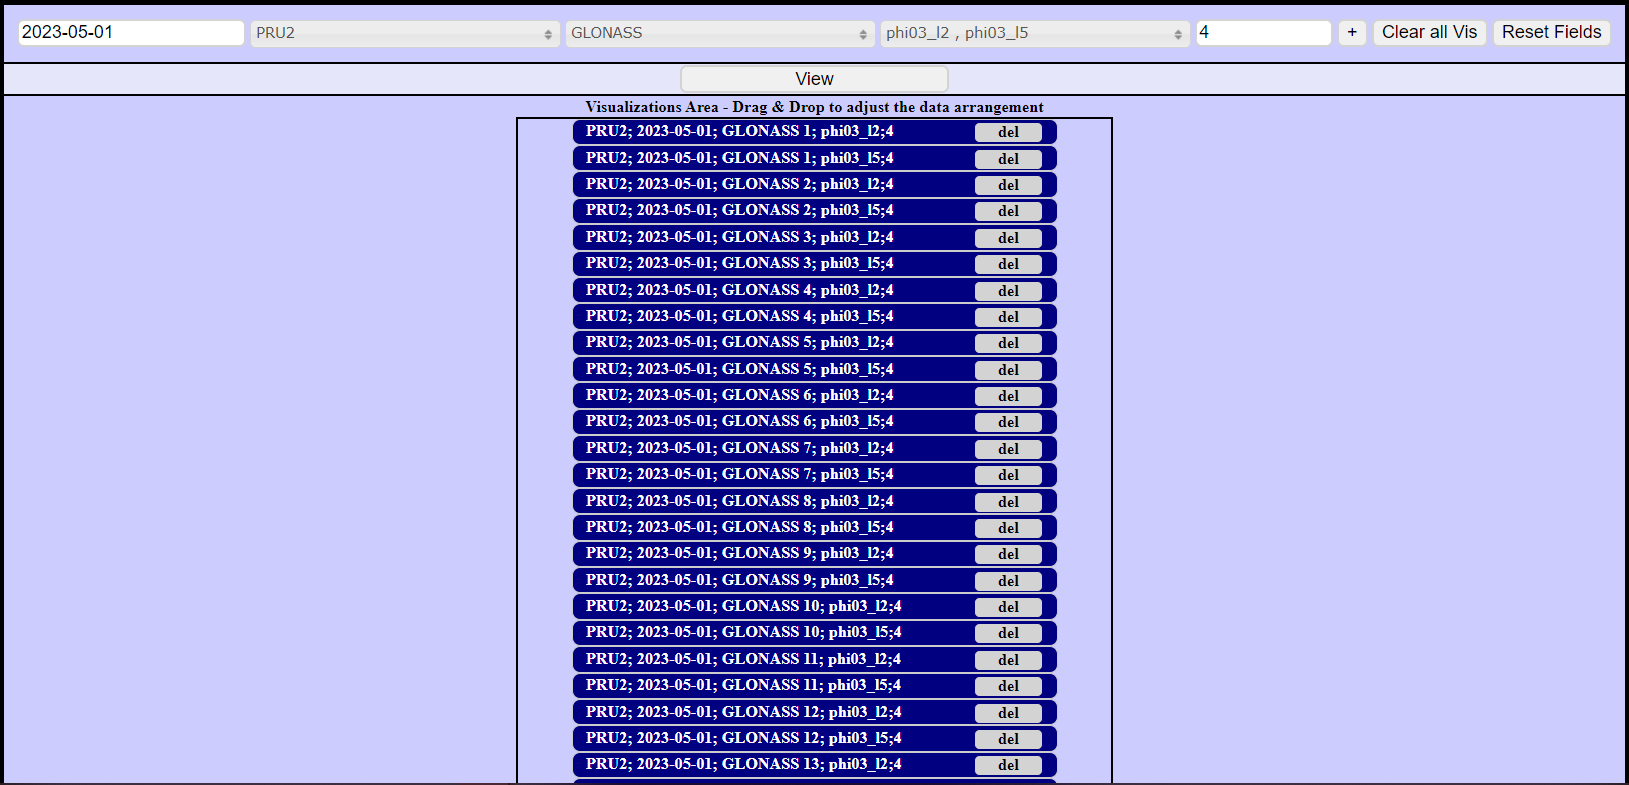 2023-05-01 PRU2 GLONASS phi03_l2 , phi03_l5 4 + Clear all Vis Reset Fields
View
Visualizations Area - Drag & Drop to adjust the data arrangement
PRU2; 2023-05-01; GLONASS 1; phi03_l2;4 del
PRU2; 2023-05-01; GLONASS 1; phi03_l5;4 del
PRU2; 2023-05-01; GLONASS 2; phi03_l2;4 del
PRU2; 2023-05-01; GLONASS 2; phi03_l5;4 del
PRU2; 2023-05-01; GLONASS 3; phi03_l2;4 del
PRU2; 2023-05-01; GLONASS 3; phi03_l5;4 del
PRU2; 2023-05-01; GLONASS 4; phi03_l2;4 del
PRU2; 2023-05-01; GLONASS 4; phi03_l5;4 del
PRU2; 2023-05-01; GLONASS 5; phi03_l2;4 del
PRU2; 2023-05-01; GLONASS 5; phi03_l5;4 del
PRU2; 2023-05-01; GLONASS 6; phi03_l2;4 del
PRU2; 2023-05-01; GLONASS 6; phi03_l5;4 del
PRU2; 2023-05-01; GLONASS 7; phi03_l2;4 del
PRU2; 2023-05-01; GLONASS 7; phi03_l5;4 del
PRU2; 2023-05-01; GLONASS 8; phi03_l2;4 del
PRU2; 2023-05-01; GLONASS 8; phi03_l5;4 del
PRU2; 2023-05-01; GLONASS 9; phi03_l2;4 del
PRU2; 2023-05-01; GLONASS 9; phi03_l5;4 del
PRU2; 2023-05-01; GLONASS 10; phi03_l2;4 del
PRU2; 2023-05-01; GLONASS 10; phi03_l5;4 del
PRU2; 2023-05-01; GLONASS 11; phi03_l2;4 del
PRU2; 2023-05-01; GLONASS 11; phi03_l5;4 del
PRU2; 2023-05-01; GLONASS 12; phi03_l2;4 del
PRU2; 2023-05-01; GLONASS 12; phi03_l5;4 del
PRU2; 2023-05-01; GLONASS 13; phi03_l2;4 del